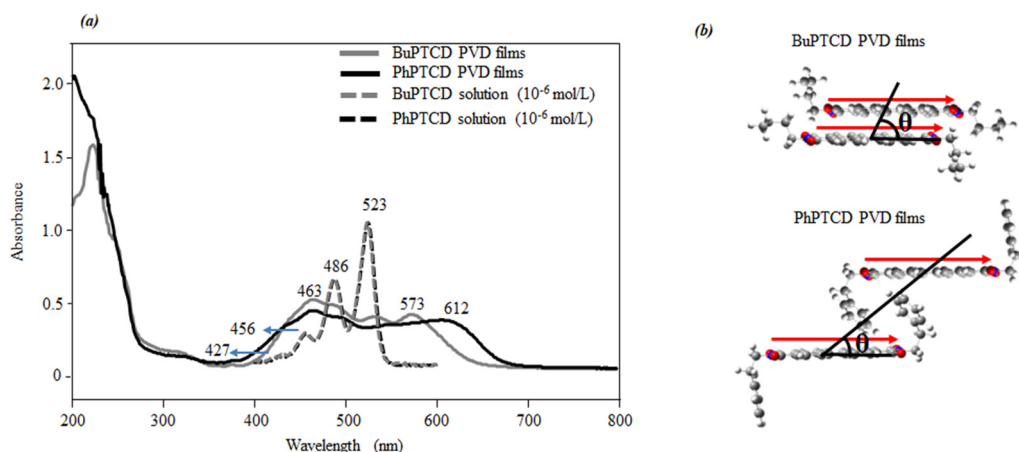 (a)
BuPTCD PVD films
PhPTCD PVD films
BuPTCD solution (10-6 mol/L)
PhPTCD solution (10-6 mol/L)
2.0
1.5
1.0
0.5
0
Absorbance
523
486
463
573
612
456
427
200 300 400 500 600 700 800
Wavelength (nm)
(b)
BuPTCD PVD films
θ
PhPTCD PVD films
θ